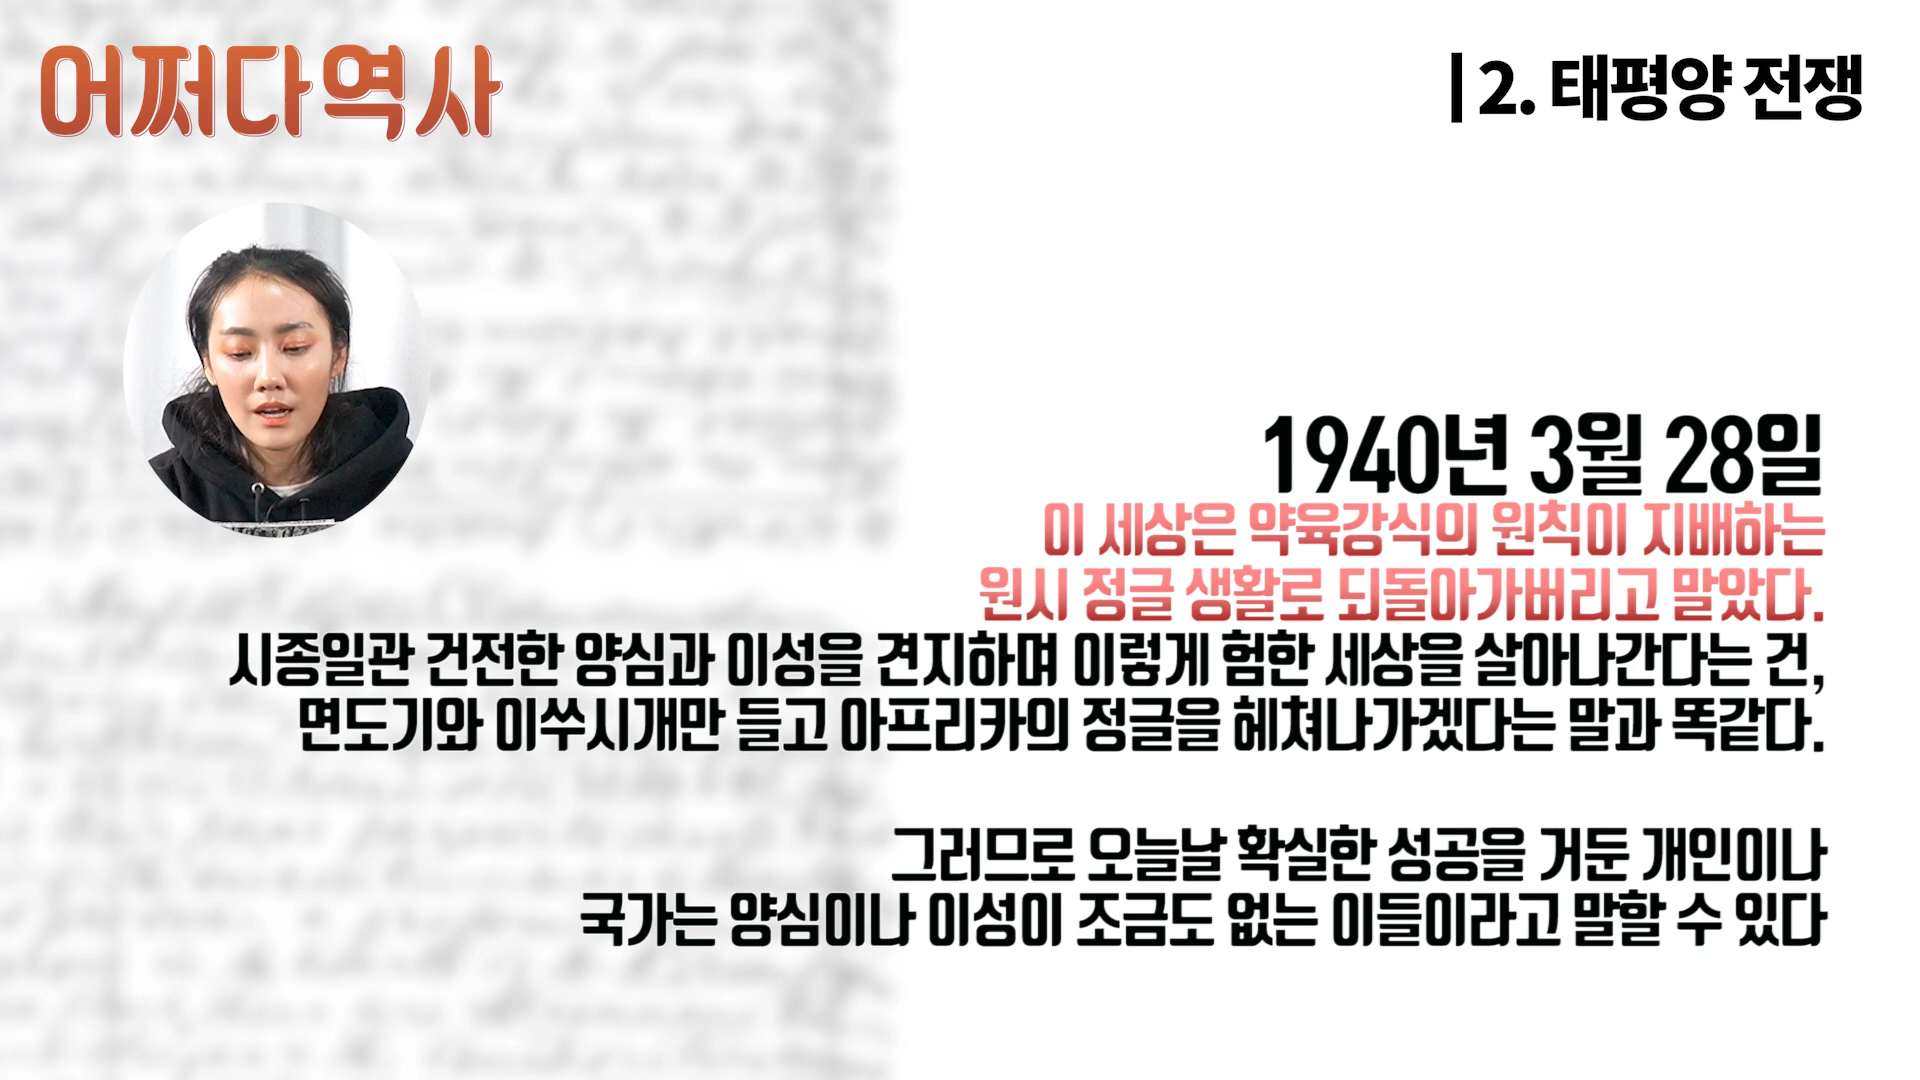 어쩌다역사
| 2. 태평양 전쟁
1940년 3월 28일
이 세상은 약육강식의 원칙이 지배하는
원시 정글 생활로 되돌아가버리고 말았다.
시종일관 건전한 양심과 이성을 견지하며 이렇게 험한 세상을 살아나간다는 건,
면도기와 이쑤시개만 들고 아프리카의 정글을 헤쳐나가겠다는 말과 똑같다.
그러므로 오늘날 확실한 성공을 거둔 개인이나
국가는 양심이나 이성이 조금도 없는 이들이라고 말할 수 있다